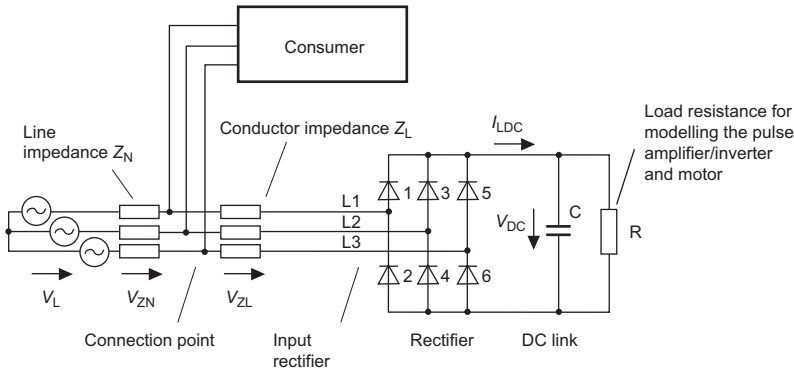 Consumer
Line
impedance Z_N
Conductor impedance Z_L
I_LDC
Load resistance for
modelling the pulse
amplifier/inverter
and motor
L1
L2
L3
1
3
5
2
4
6
V_DC
C
R
V_L
V_ZN
V_ZL
Connection point
Input
rectifier
Rectifier
DC link